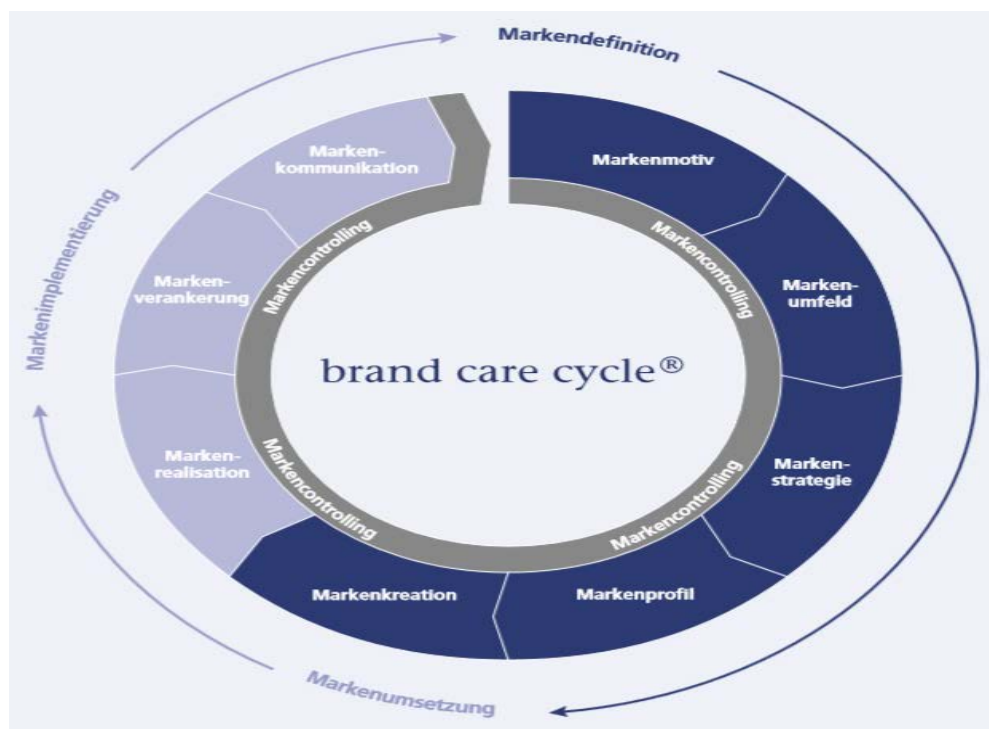 Markendefinition
Markenmotiv
Marken-
umfeld
Marken-
strategie
Markenprofil
Markenkreation
Marken-
realisation
Marken-
verankerung
Marken-
kommunikation
Markencontrolling
Markencontrolling
Markencontrolling
Markencontrolling
brand care cycle®
Markenumsetzung
Markenimplementierung